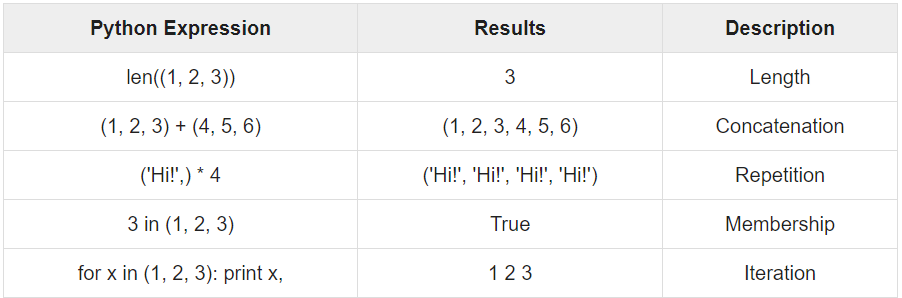 Python Expression Results Description
len((1, 2, 3)) 3 Length
(1, 2, 3) + (4, 5, 6) (1, 2, 3, 4, 5, 6) Concatenation
('Hi!',) * 4 ('Hi!', 'Hi!', 'Hi!', 'Hi!') Repetition
3 in (1, 2, 3) True Membership
for x in (1, 2, 3): print x, 1 2 3 Iteration